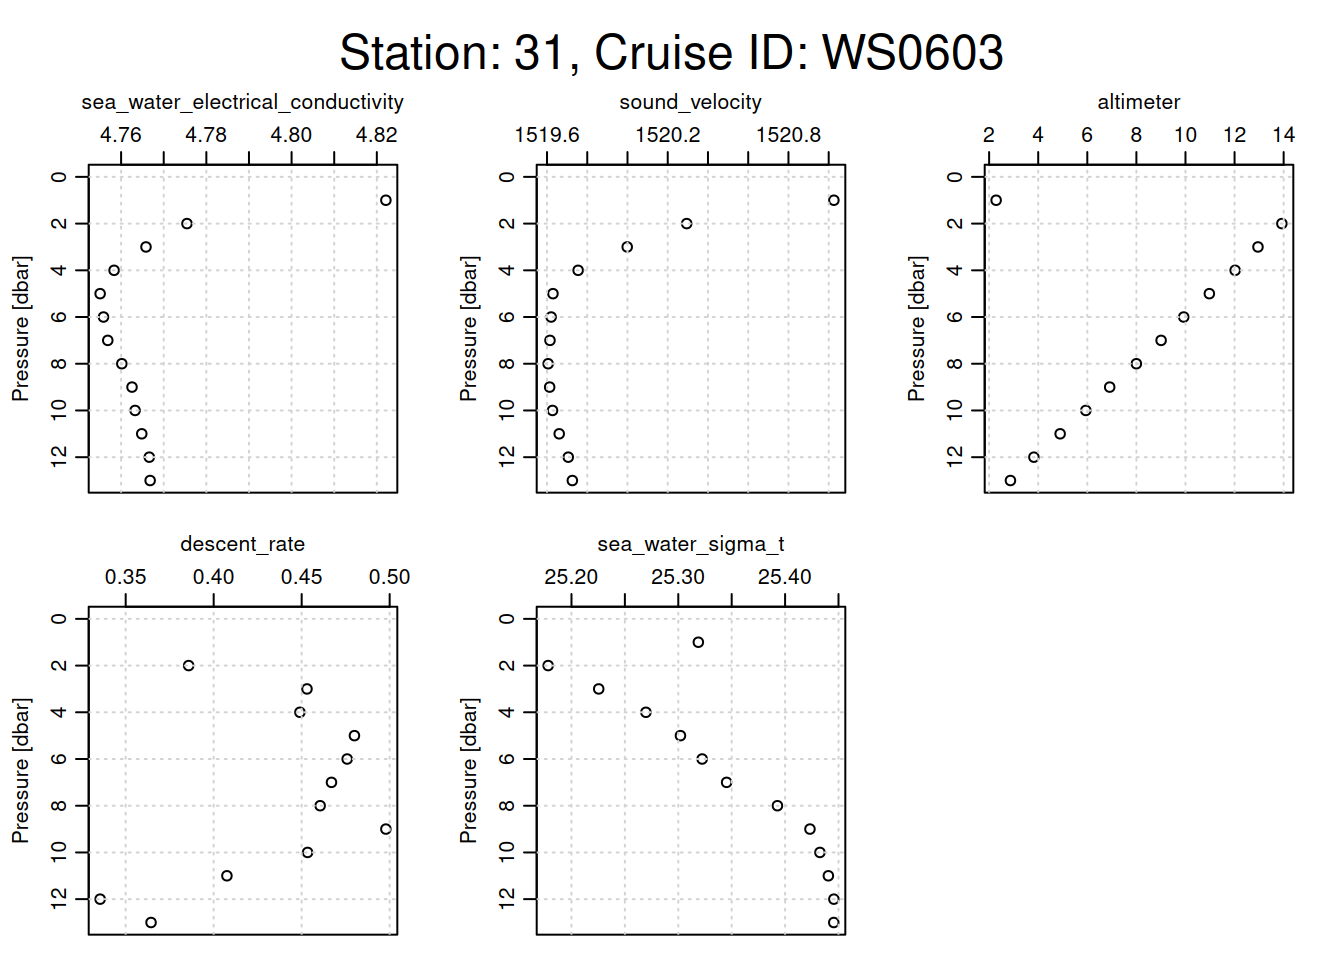 Station: 31, Cruise ID: WS0603
sea_water_electrical_conductivity
4.76 4.78 4.80 4.82
Pressure [dbar]
0 2 4 6 8 10 12
sound_velocity
1519.6 1520.2 1520.8
Pressure [dbar]
0 2 4 6 8 10 12
altimeter
2 4 6 8 10 12 14
Pressure [dbar]
0 2 4 6 8 10 12
descent_rate
0.35 0.40 0.45 0.50
Pressure [dbar]
0 2 4 6 8 10 12
sea_water_sigma_t
25.20 25.30 25.40
Pressure [dbar]
0 2 4 6 8 10 12